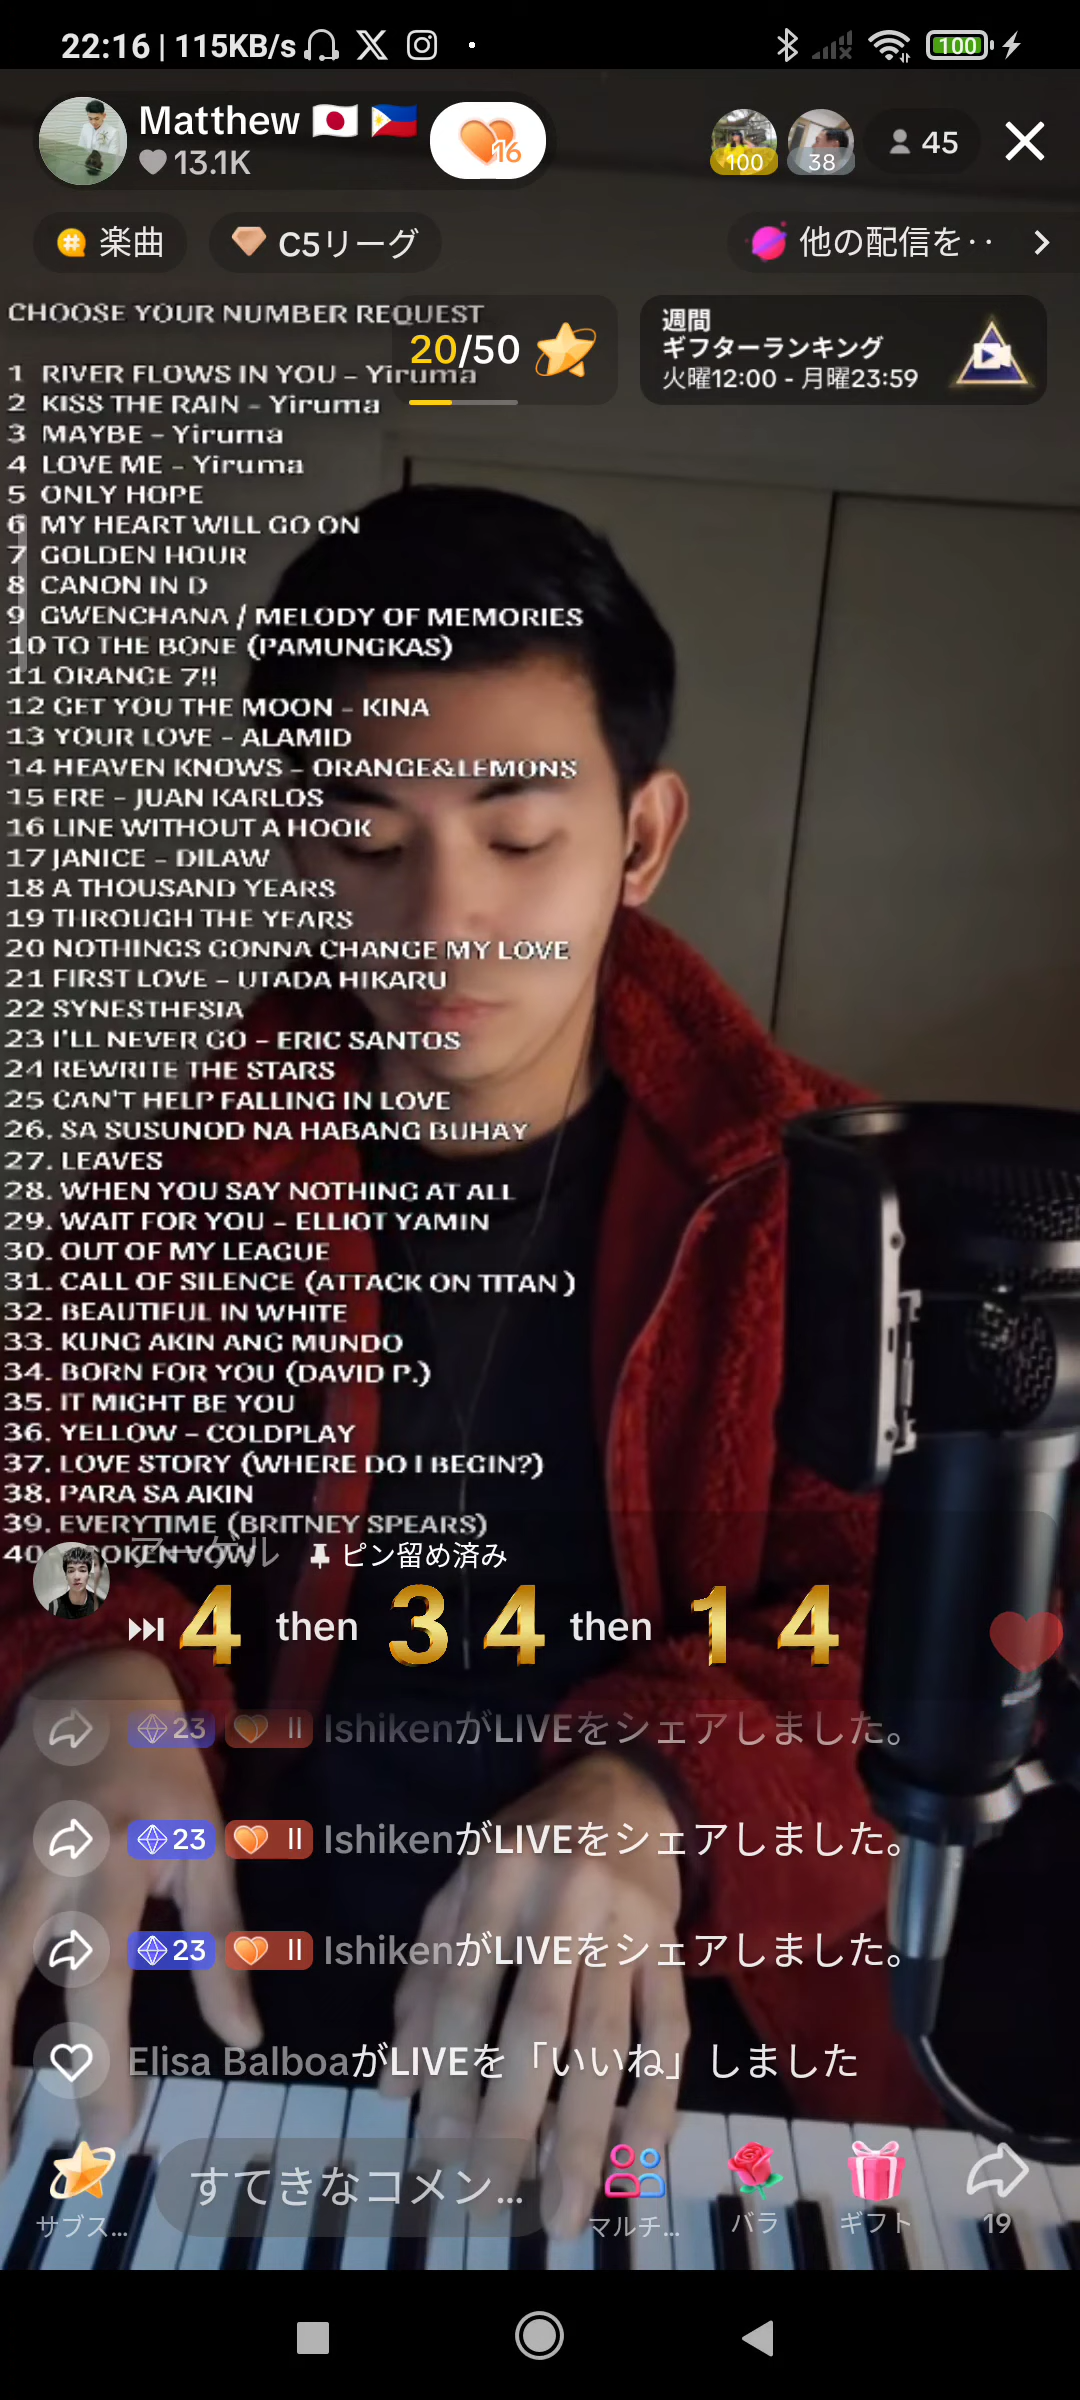 22:16 | 115KB/s
100
Matthew 🇯🇵 🇵🇭
13.1K
16
100
38
45
楽曲
C5リーグ
他の配信を‥
CHOOSE YOUR NUMBER REQUEST
20/50
週間
ギフターランキング
火曜12:00 - 月曜23:59
1 RIVER FLOWS IN YOU - Yiruma
2 KISS THE RAIN - Yiruma
3 MAYBE - Yiruma
4 LOVE ME - Yiruma
5 ONLY HOPE
6 MY HEART WILL GO ON
7 GOLDEN HOUR
8 CANON IN D
9 GWENCHANA / MELODY OF MEMORIES
10 TO THE BONE (PAMUNGKAS)
11 ORANGE 7!!
12 GET YOU THE MOON - KINA
13 YOUR LOVE - ALAMID
14 HEAVEN KNOWS - ORANGE&LEMONS
15 ERE - JUAN KARLOS
16 LINE WITHOUT A HOOK
17 JANICE - DILAW
18 A THOUSAND YEARS
19 THROUGH THE YEARS
20 NOTHINGS GONNA CHANGE MY LOVE
21 FIRST LOVE - UTADA HIKARU
22 SYNESTHESIA
23 I'LL NEVER GO - ERIC SANTOS
24 REWRITE THE STARS
25 CAN'T HELP FALLING IN LOVE
26. SA SUSUNOD NA HABANG BUHAY
27. LEAVES
28. WHEN YOU SAY NOTHING AT ALL
29. WAIT FOR YOU - ELLIOT YAMIN
30. OUT OF MY LEAGUE
31. CALL OF SILENCE (ATTACK ON TITAN )
32. BEAUTIFUL IN WHITE
33. KUNG AKIN ANG MUNDO
34. BORN FOR YOU (DAVID P.)
35. IT MIGHT BE YOU
36. YELLOW - COLDPLAY
37. LOVE STORY (WHERE DO I BEGIN?)
38. PARA SA AKIN
39. EVERYTIME (BRITNEY SPEARS)
40 VOW
アーゲル ピン留め済み
4 then 3 4 then 1 4
23 II IshikenがLIVEをシェアしました。
23 II IshikenがLIVEをシェアしました。
23 II IshikenがLIVEをシェアしました。
Elisa BalboaがLIVEを「いいね」しました
すてきなコメン...
サブス...
マルチ...
バラ
ギフト
19